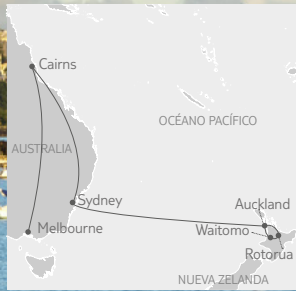 Cairns
OCÉANO PACÍFICO
AUSTRALIA
Sydney
Auckland
Melbourne
Waitomo
Rotorua
NUEVA ZELANDA